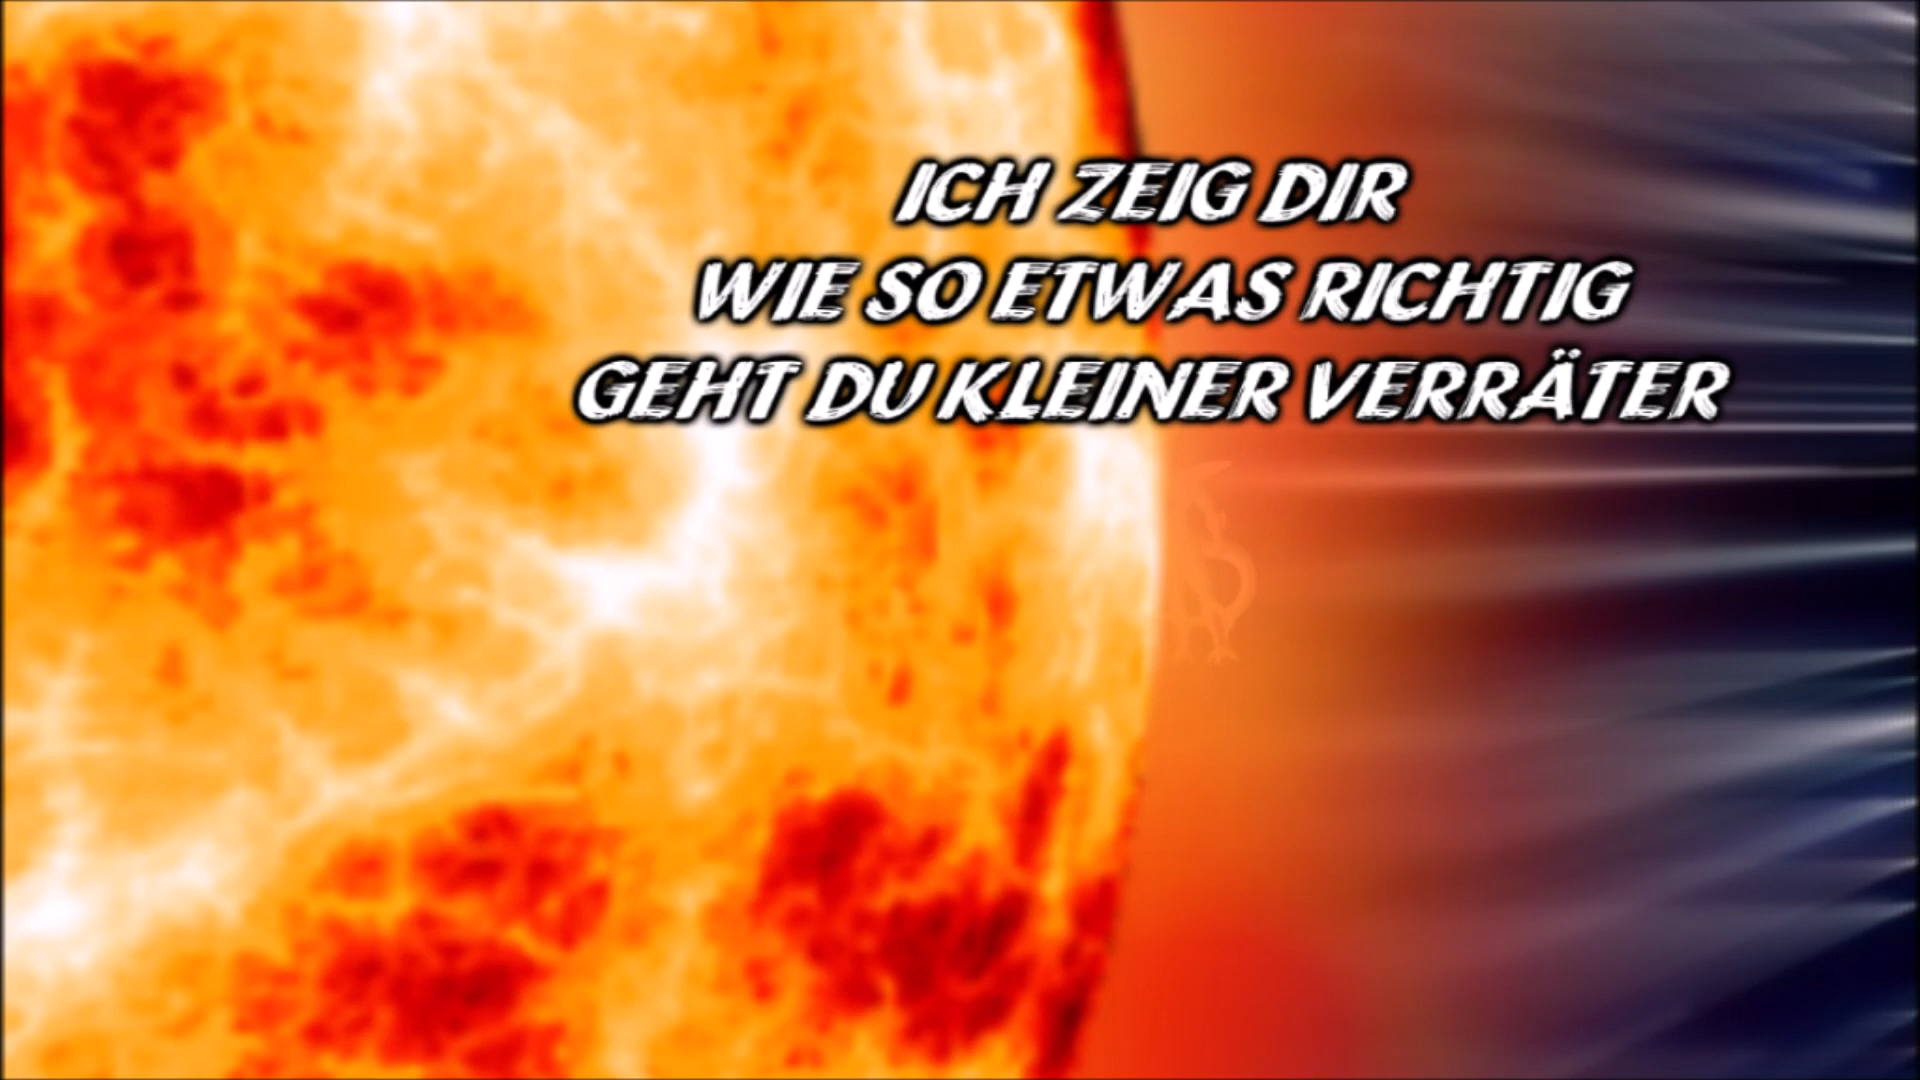 ICH ZEIG DIR
WIE SO ETWAS RICHTIG
GEHT DU KLEINER VERRÄTER